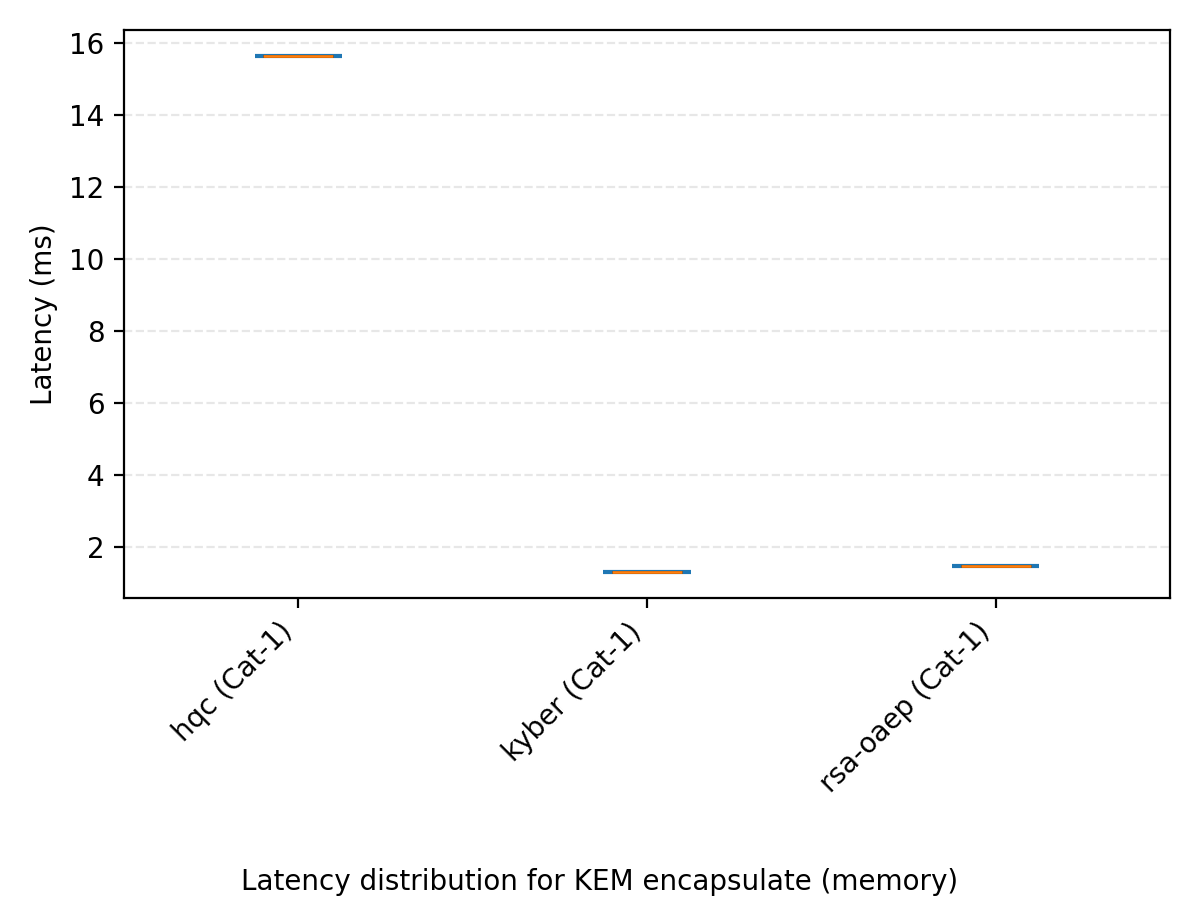 16
14
12
10
8
6
4
2
Latency (ms)
hqc (Cat-1)
kyber (Cat-1)
rsa-oaep (Cat-1)
Latency distribution for KEM encapsulate (memory)